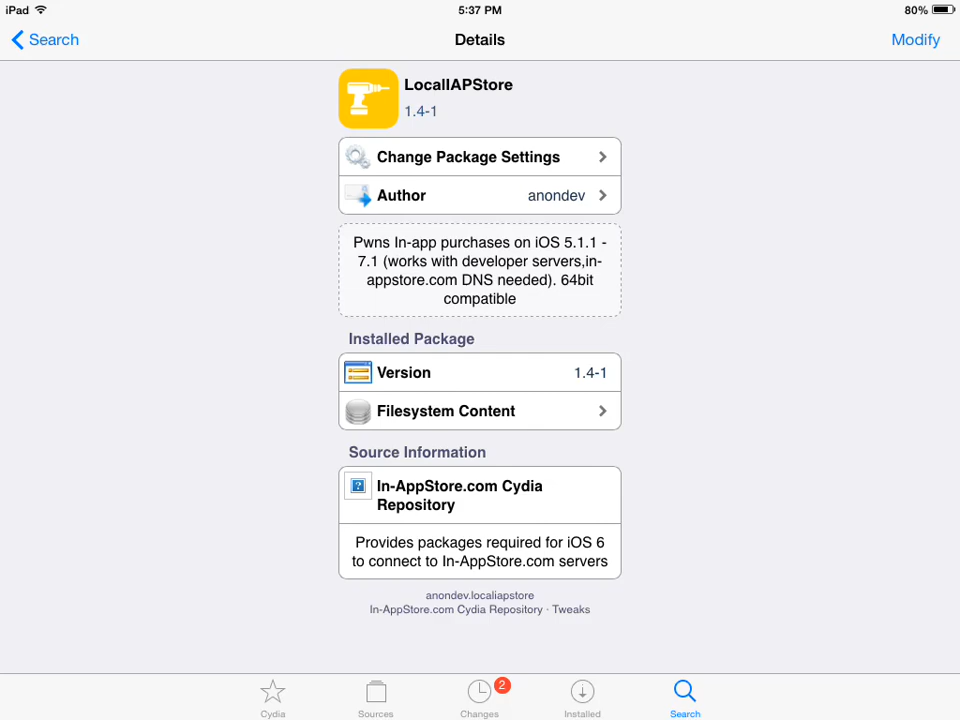 iPad 5:37 PM 80%
Search Details Modify
LocalIAPStore
1.4-1
Change Package Settings
Author anondev
Pwns In-app purchases on iOS 5.1.1 -
7.1 (works with developer servers,in-
appstore.com DNS needed). 64bit
compatible
Installed Package
Version 1.4-1
Filesystem Content
Source Information
?
In-AppStore.com Cydia
Repository
Provides packages required for iOS 6
to connect to In-AppStore.com servers
anondev.localiapstore
In-AppStore.com Cydia Repository · Tweaks
2
Cydia Sources Changes Installed Search